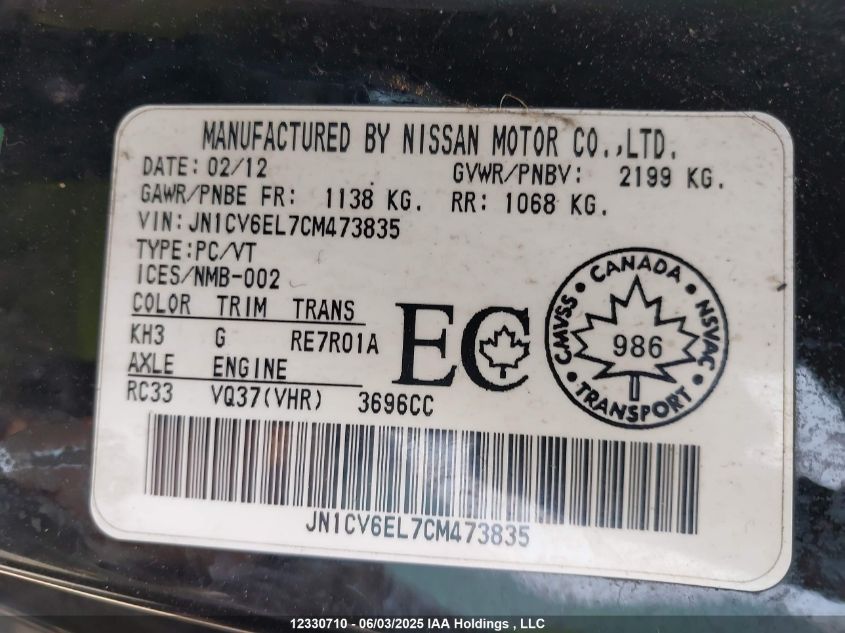 MANUFACTURED BY NISSAN MOTOR CO.,LTD.
DATE: 02/12 GVWR/PNBV: 2199 KG.
GAWR/PNBE FR: 1138 KG. RR: 1068 KG.
VIN:JN1CV6EL7CM473835
TYPE:PC/VT
ICES/NMB-002
COLOR TRIM TRANS
KH3 G RE7R01A
AXLE ENGINE
RC33 VQ37(VHR) 3696CC
EC
CANADA
CMVSS
NSVAC
986
TRANSPORT
JN1CV6EL7CM473835
12330710 - 06/03/2025 IAA Holdings , LLC